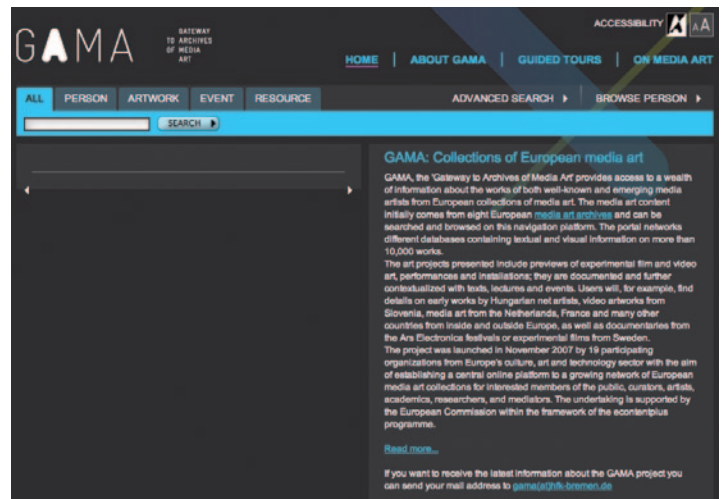 ACCESSIBILITY A AA
GAMA
GATEWAY
TO ARCHIVES
OF MEDIA
ART
HOME | ABOUT GAMA | GUIDED TOURS | ON MEDIA ART
ALL PERSON ARTWORK EVENT RESOURCE ADVANCED SEARCH BROWSE PERSON
SEARCH
GAMA: Collections of European media art
GAMA, the 'Gateway to Archives of Media Art' provides access to a wealth
of information about the works of both well-known and emerging media
artists from European collections of media art. The media art content
initially comes from eight European media art archives and can be
searched and browsed on this navigation platform. The portal networks
different databases containing textual and visual information on more than
10,000 works.
The art projects presented include previews of experimental film and video
art, performances and installations; they are documented and further
contextualized with texts, lectures and events. Users will, for example, find
details on early works by Hungarian net artists, video artworks from
Slovenia, media art from the Netherlands, France and many other
countries from inside and outside Europe, as well as documentaries from
the Ars Electronica festivals or experimental films from Sweden.
The project was launched in November 2007 by 19 participating
organizations from Europe's culture, art and technology sector with the aim
of establishing a central online platform to a growing network of European
media art collections for interested members of the public, curators, artists,
academics, researchers, and mediators. The undertaking is supported by
the European Commission within the framework of the econtentplus
programme.
Read more...
If you want to receive the latest information about the GAMA project you
can send your mail address to gama(at)hfk-bremen.de